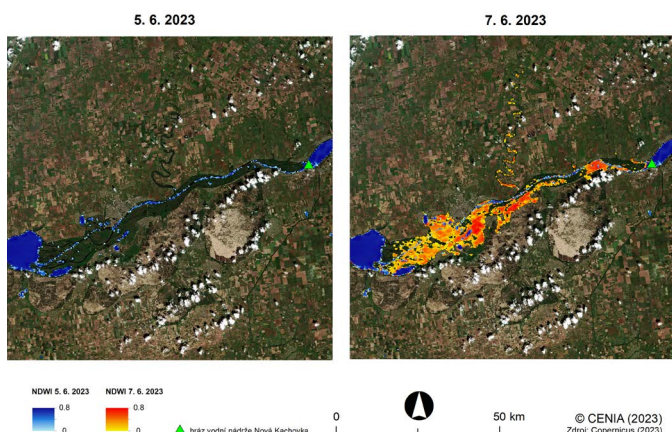 5. 6. 2023
7. 6. 2023
NDWI 5. 6. 2023
NDWI 7. 6. 2023
0.8
0.8
0
0
hráz vodní nádrže Nová Kachovka
0
50 km
© CENIA (2023)
Zdroj: Copernicus (2023)